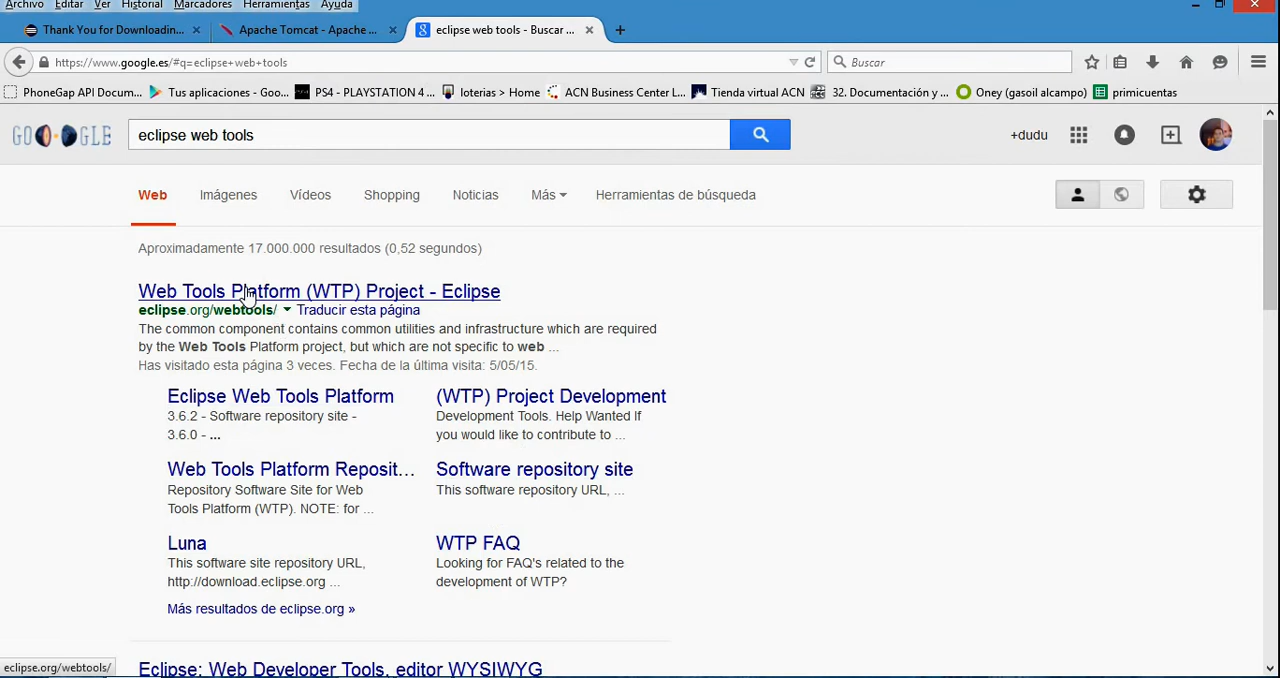 Archivo Editar Ver Historial Marcadores Herramientas Ayuda
Thank You for Downloadin... × Apache Tomcat - Apache ... × eclipse web tools - Buscar ... ×
https://www.google.es/#q=eclipse+web+tools Buscar
PhoneGap API Docum... Tus aplicaciones - Goo... PS4 - PLAYSTATION 4 ... loterias > Home ACN Business Center L... Tienda virtual ACN 32. Documentación y ... Oney (gasoil alcampo) primicuentas
GOOGLE eclipse web tools +dudu
Web Imágenes Vídeos Shopping Noticias Más Herramientas de búsqueda
Aproximadamente 17.000.000 resultados (0,52 segundos)
Web Tools Platform (WTP) Project - Eclipse
eclipse.org/webtools/ Traducir esta página
The common component contains common utilities and infrastructure which are required
by the Web Tools Platform project, but which are not specific to web ...
Has visitado esta página 3 veces. Fecha de la última visita: 5/05/15.
Eclipse Web Tools Platform
3.6.2 - Software repository site -
3.6.0 - ...
(WTP) Project Development
Development Tools. Help Wanted If
you would like to contribute to ...
Web Tools Platform Reposit...
Repository Software Site for Web
Tools Platform (WTP). NOTE: for ...
Software repository site
This software repository URL, ...
Luna
This software site repository URL,
http://download.eclipse.org ...
WTP FAQ
Looking for FAQ's related to the
development of WTP?
Más resultados de eclipse.org »
Eclipse: Web Developer Tools, editor WYSIWYG
eclipse.org/webtools/